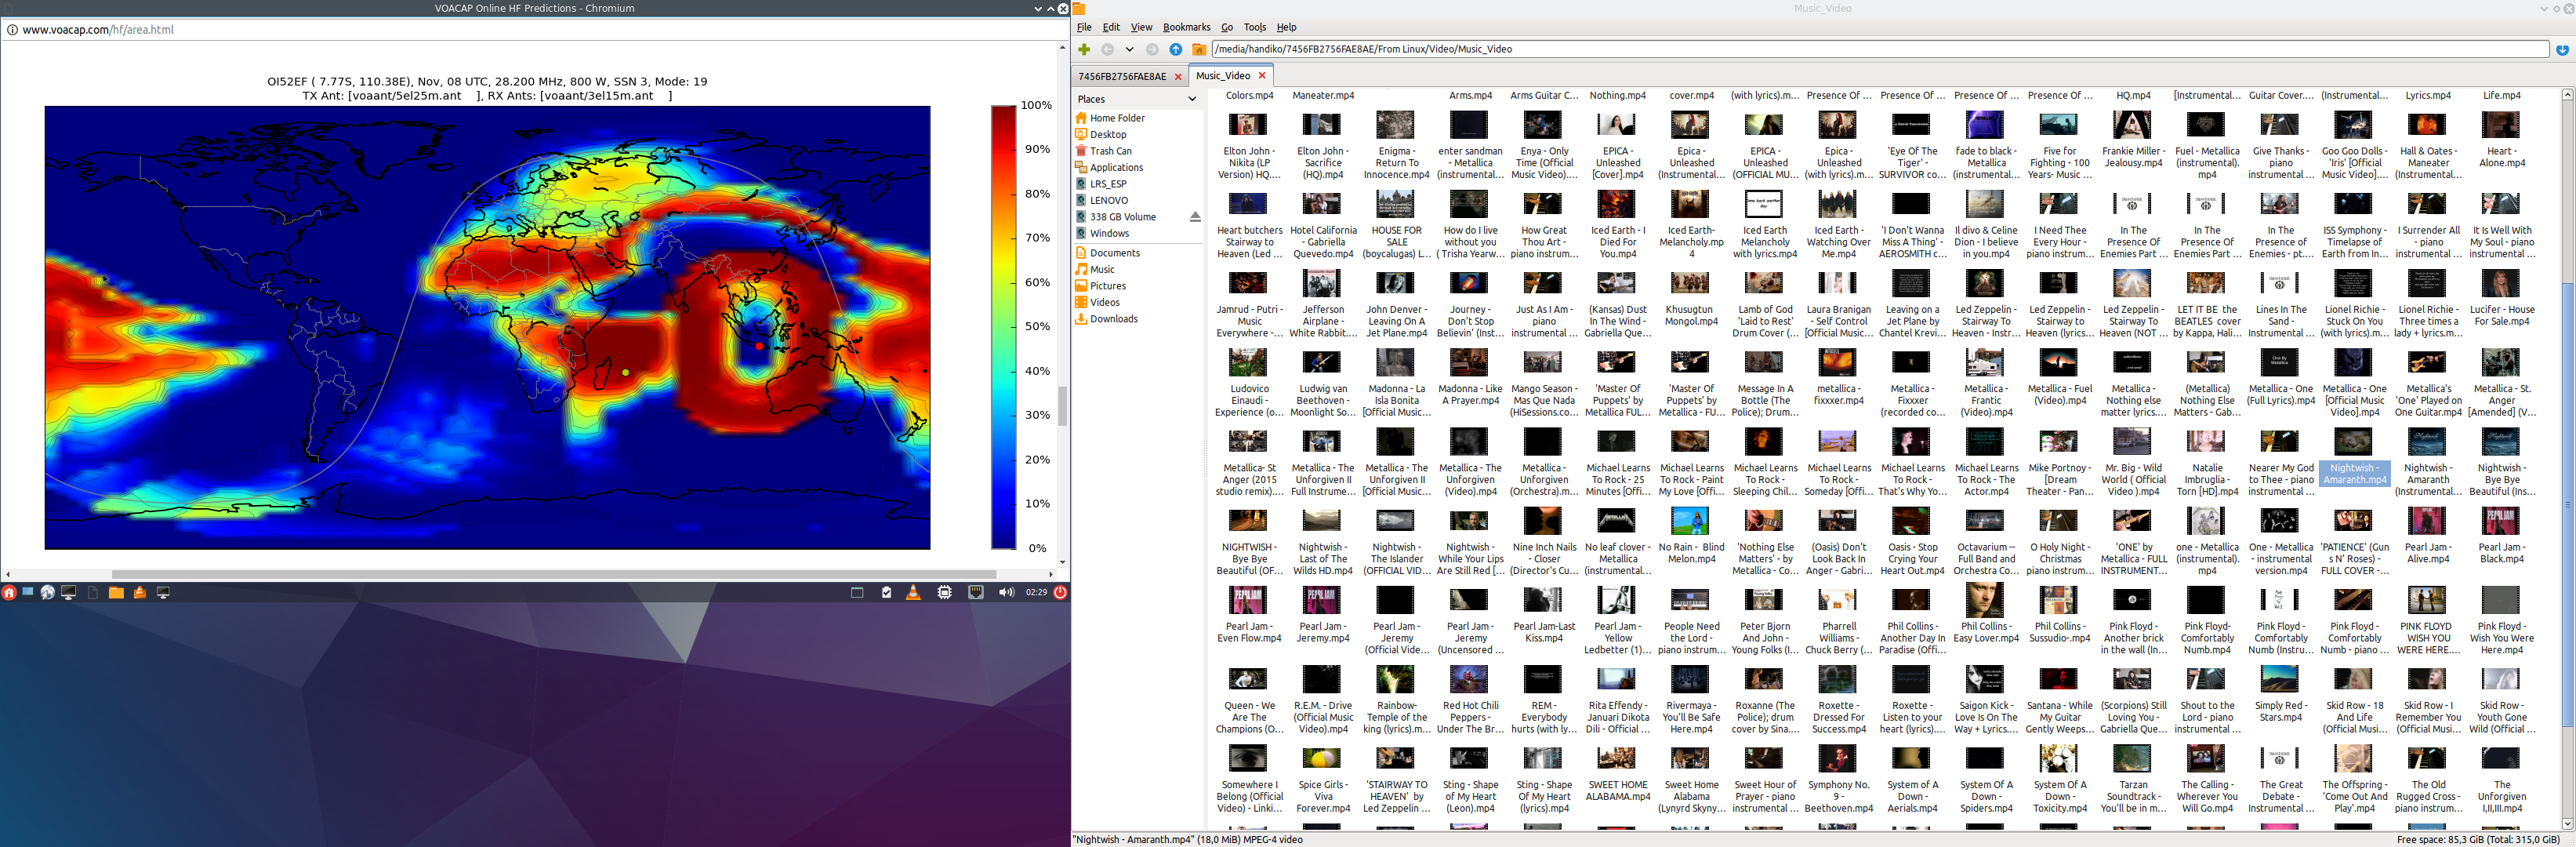 VOACAP Online HF Predictions - Chromium
www.voacap.com/hf/area.html
OI52EF ( 7.77S, 110.38E), Nov, 08 UTC, 28.200 MHz, 800 W, SSN 3, Mode: 19
TX Ant: [voaant/5el25m.ant ], RX Ants: [voaant/3el15m.ant ]
100%
90%
80%
70%
60%
50%
40%
30%
20%
10%
0%
02:29
Music_Video
File Edit View Bookmarks Go Tools Help
/media/handiko/7456FB2756FAE8AE/From Linux/Video/Music_Video
7456FB2756FAE8AE Music_Video
Places
Home Folder
Desktop
Trash Can
Applications
LRS_ESP
LENOVO
338 GB Volume
Windows
Documents
Music
Pictures
Videos
Downloads
Colors.mp4 Maneater.mp4 Arms.mp4 Arms Guitar C... Nothing.mp4 cover.mp4 (with lyrics).m... Presence Of ... Presence Of ... Presence Of ... Presence Of ... Presence Of ... HQ.mp4 [Instrumental... Guitar Cover.... (Instrumental... Lyrics.mp4 Life.mp4
Elton John - Elton John - Enigma - enter sandman Enya - Only EPICA - Epica - EPICA - Epica - 'Eye Of The fade to black - Five for Frankie Miller - Fuel - Metallica Give Thanks - Goo Goo Dolls - Hall & Oates - Heart -
Nikita (LP Sacrifice Return To - Metallica Time (Official Unleashed Unleashed Unleashed Unleashed Tiger' - Metallica Fighting - 100 Jealousy.mp4 (instrumental). piano 'Iris' [Official Maneater Alone.mp4
Version) HQ.... (HQ).mp4 Innocence.mp4 (instrumental... Music Video).... [Cover].mp4 (Instrumental... (OFFICIAL MU... (with lyrics).m... SURVIVOR co... (instrumental... Years- Music ... mp4 instrumental ... Music Video].... (Instrumental...
Heart butchers Hotel California HOUSE FOR How do I live How Great Iced Earth - I Iced Earth- Iced Earth Iced Earth - 'I Don't Wanna Il divo & Celine I Need Thee In The In The In The ISS Symphony - I Surrender All It Is Well With
Stairway to - Gabriella SALE without you Thou Art - Died For Melancholy.mp Melancholy Watching Over Miss A Thing' - Dion - I believe Every Hour - Presence Of Presence Of Presence of Timelapse of - piano My Soul - piano
Heaven (Led ... Quevedo.mp4 (boycalugas) L... ( Trisha Yearw... piano instrum... You.mp4 4 with lyrics.mp4 Me.mp4 AEROSMITH c... in you.mp4 piano instrum... Enemies Part ... Enemies Part ... Enemies - pt.... Earth from In... instrumental ... instrumental ...
Jamrud - Putri - Jefferson John Denver - Journey - Just As I Am - (Kansas) Dust Khusugtun Lamb of God Laura Branigan Leaving on a Led Zeppelin - Led Zeppelin - Led Zeppelin - LET IT BE the Lines In The Lionel Richie - Lionel Richie - Lucifer - House
Music Airplane - Leaving On A Don't Stop piano In The Wind - Mongol.mp4 'Laid to Rest' - Self Control Jet Plane by Stairway To Stairway to Stairway To BEATLES cover Sand - Stuck On You Three times a For Sale.mp4
Everywhere -... White Rabbit.... Jet Plane.mp4 Believin' (Inst... instrumental ... Gabriella Que... Drum Cover (... [Official Music... Chantel Krevi... Heaven - Instr... Heaven (lyrics... Heaven (NOT ... by Kappa, Hali... Instrumental ... (with lyrics).m... lady + lyrics.m...
Ludovico Ludwig van Madonna - La Madonna - Like Mango Season - 'Master Of 'Master Of Message In A metallica - Metallica - Metallica - Metallica - Fuel Metallica - (Metallica) Metallica - One Metallica - One Metallica's Metallica - St.
Einaudi - Beethoven - Isla Bonita A Prayer.mp4 Mas Que Nada Puppets' by Puppets' by Bottle (The fixxxer.mp4 Fixxxer Frantic (Video).mp4 Nothing else Nothing Else (Full Lyrics).mp4 [Official Music 'One' Played on Anger
Experience (o... Moonlight So... [Official Music... (HiSessions.co... Metallica FUL... Metallica - FU... Police); Drum... (recorded co... (Video).mp4 matter lyrics.... Matters - Gab... Video].mp4 One Guitar.mp4 [Amended] (V...
Metallica- St Metallica - The Metallica - The Metallica - The Metallica - Michael Learns Michael Learns Michael Learns Michael Learns Michael Learns Michael Learns Mike Portnoy - Mr. Big - Wild Natalie Nearer My God Nightwish - Nightwish - Nightwish -
Anger (2015 Unforgiven II Unforgiven II Unforgiven Unforgiven To Rock - 25 To Rock - Paint To Rock - To Rock - To Rock - To Rock - The [Dream World ( Official Imbruglia - to Thee - piano Amaranth.mp4 Amaranth Bye Bye
studio remix).... Full Instrume... [Official Music... (Video).mp4 (Orchestra).m... Minutes [Offi... My Love [Offi... Sleeping Chil... Someday [Offi... That's Why Yo... Actor.mp4 Theater - Pan... Video ).mp4 Torn [HD].mp4 instrumental ... (Instrumental... Beautiful (Ins...
NIGHTWISH - Nightwish - Nightwish - Nightwish - Nine Inch Nails No leaf clover - No Rain - Blind 'Nothing Else (Oasis) Don't Oasis - Stop Octavarium -- O Holy Night - 'ONE' by one - Metallica One - Metallica 'PATIENCE' (Gun Pearl Jam - Pearl Jam -
Bye Bye Last of The The Islander While Your Lips - Closer Metallica Melon.mp4 Matters' - by Look Back In Crying Your Full Band and Christmas Metallica - FULL (instrumental). - instrumental s N' Roses) - Alive.mp4 Black.mp4
Beautiful (OF... Wilds HD.mp4 (OFFICIAL VID... Are Still Red [... (Director's Cu... (instrumental... Metallica - Co... Anger - Gabri... Heart Out.mp4 Orchestra Co... piano instrum... INSTRUMENT... mp4 version.mp4 FULL COVER -...
Pearl Jam - Pearl Jam - Pearl Jam - Pearl Jam - Pearl Jam-Last Pearl Jam - People Need Peter Bjorn Pharrell Phil Collins - Phil Collins - Phil Collins - Pink Floyd - Pink Floyd- Pink Floyd - Pink Floyd - PINK FLOYD Pink Floyd -
Even Flow.mp4 Jeremy.mp4 Jeremy Jeremy Kiss.mp4 Yellow the Lord - And John - Williams - Another Day In Easy Lover.mp4 Sussudio-.mp4 Another brick Comfortably Comfortably Comfortably WISH YOU Wish You Were
(Official Vide... (Uncensored ... Ledbetter (1)... piano instrum... Young Folks (I... Chuck Berry (... Paradise (Offi... in the wall (In... Numb.mp4 Numb (Instru... Numb - piano ... WERE HERE.... Here.mp4
Queen - We R.E.M. - Drive Rainbow- Red Hot Chili REM - Rita Effendy - Rivermaya - Roxanne (The Roxette - Roxette - Saigon Kick - Santana - While (Scorpions) Still Shout to the Simply Red - Skid Row - 18 Skid Row - I Skid Row -
Are The (Official Music Temple of the Peppers - Everybody Januari Dikota You'll Be Safe Police); drum Dressed For Listen to your Love Is On The My Guitar Loving You - Lord - piano Stars.mp4 And Life Remember You Youth Gone
Champions (O... Video).mp4 king (lyrics).m... Under The Br... hurts (with ly... Dili - Official ... Here.mp4 cover by Sina.... Success.mp4 heart (lyrics).... Way + Lyrics.... Gently Weeps... Gabriella Que... instrumental ... (Official Musi... (Official Musi... Wild (Official ...
Somewhere I Spice Girls - 'STAIRWAY TO Sting - Shape Sting - Shape SWEET HOME Sweet Home Sweet Hour of Symphony No. System of A System Of A System Of A Tarzan The Calling - The Great The Offspring - The Old The
Belong (Official Viva HEAVEN' by of My Heart Of My Heart ALABAMA.mp4 Alabama Prayer - piano 9 - Down - Down - Down - Soundtrack - Wherever You Debate - 'Come Out And Rugged Cross - Unforgiven
Video) - Linki... Forever.mp4 Led Zeppelin ... (Leon).mp4 (lyrics).mp4 (Lynyrd Skyny... instrumental ... Beethoven.mp4 Aerials.mp4 Spiders.mp4 Toxicity.mp4 You'll be in m... Will Go.mp4 Instrumental ... Play'.mp4 piano instrum... I,II,III.mp4
"Nightwish - Amaranth.mp4" (18,0 MiB) MPEG-4 video
Free space: 85,3 GiB (Total: 315,0 GiB)